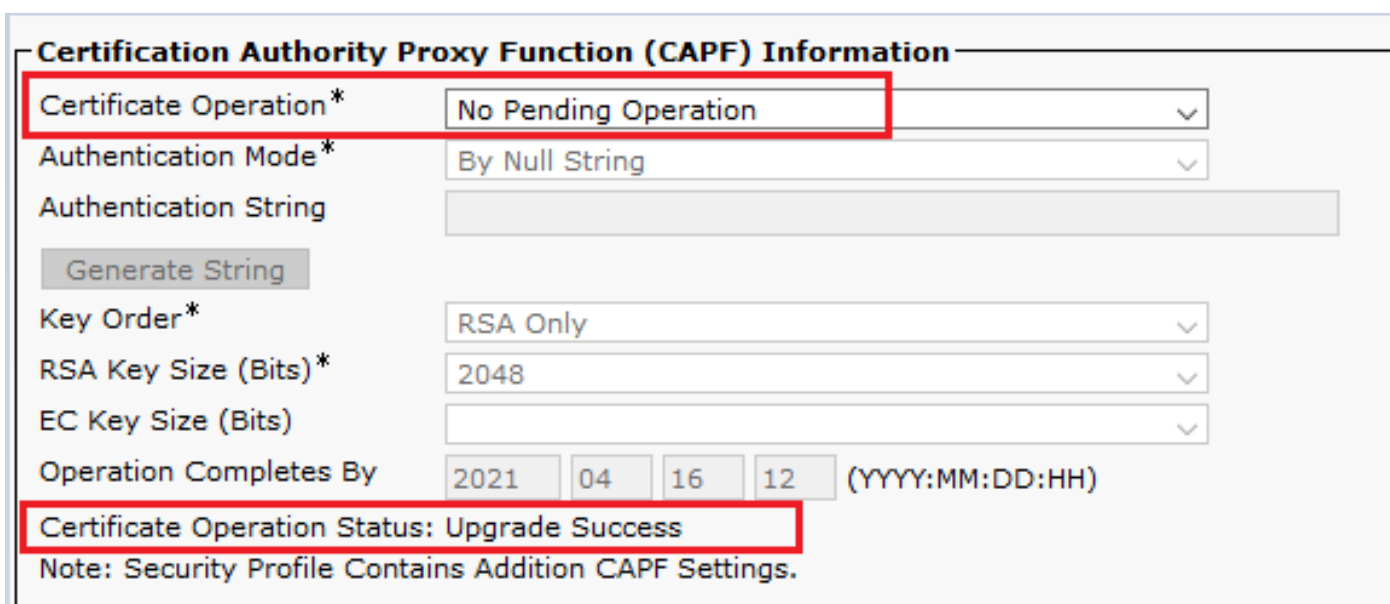 Certification Authority Proxy Function (CAPF) Information
Certificate Operation* No Pending Operation
Authentication Mode* By Null String
Authentication String
Generate String
Key Order* RSA Only
RSA Key Size (Bits)* 2048
EC Key Size (Bits)
Operation Completes By 2021 04 16 12 (YYYY:MM:DD:HH)
Certificate Operation Status: Upgrade Success
Note: Security Profile Contains Addition CAPF Settings.